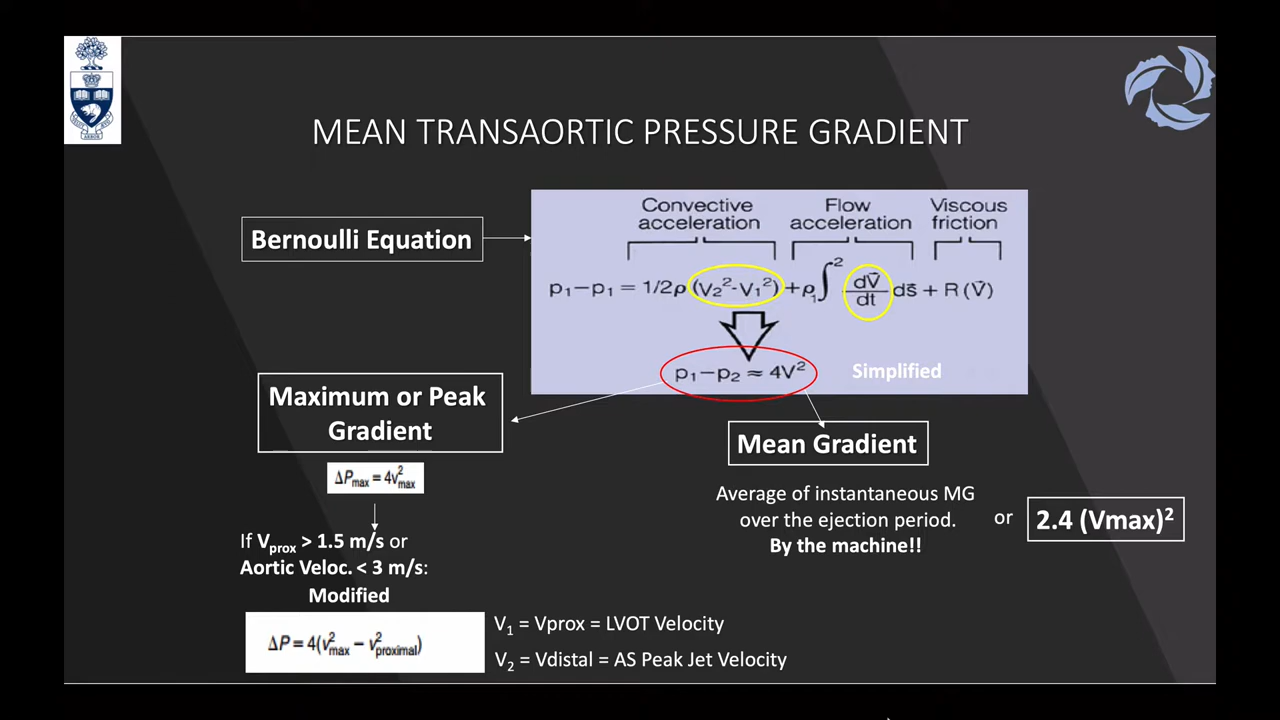 MEAN TRANSAORTIC PRESSURE GRADIENT
Bernoulli Equation
Convective acceleration
Flow acceleration
Viscous friction
p₁−p₁ = 1/2ρ (V₂²-V₁²) + ρ ∫₁² dV⃗/dt ds⃗ + R (V⃗)
p₁−p₂ ≈ 4V²
Simplified
Maximum or Peak
Gradient
ΔPmax = 4v²max
If Vprox > 1.5 m/s or
Aortic Veloc. < 3 m/s:
Modified
ΔP = 4(v²max − v²proximal)
V₁ = Vprox = LVOT Velocity
V₂ = Vdistal = AS Peak Jet Velocity
Mean Gradient
Average of instantaneous MG
over the ejection period.
By the machine!!
or
2.4 (Vmax)²